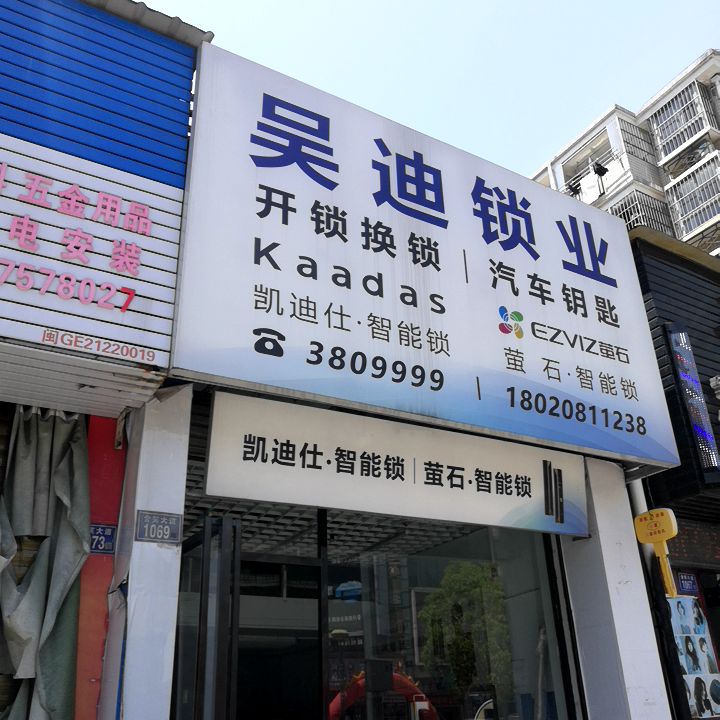 吴迪锁业
开锁换锁 | 汽车钥匙
Kaadas
凯迪仕·智能锁
EZVIZ萤石
萤石·智能锁
3809999 | 18020811238
凯迪仕·智能锁 | 萤石·智能锁
五金用品
电安装
7578027
闽GE21220019
1069
73
1067